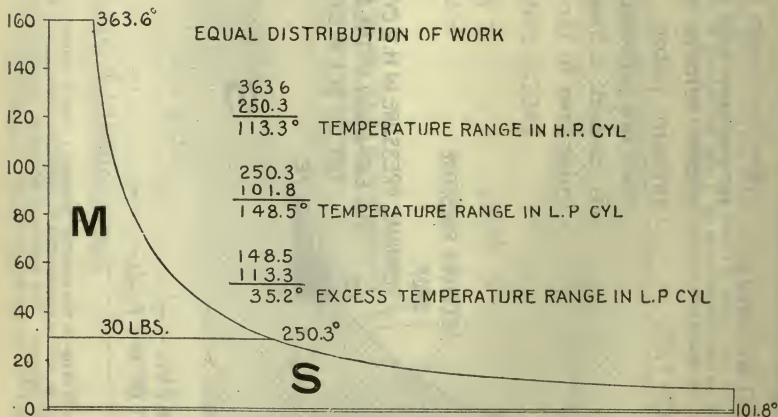 160
363.6°
EQUAL DISTRIBUTION OF WORK
140
363 6
250.3
113.3° TEMPERATURE RANGE IN H.P. CYL
120
100
250.3
101.8
148.5° TEMPERATURE RANGE IN L.P CYL
80
M
60
148.5
113.3
35.2° EXCESS TEMPERATURE RANGE IN L.P CYL
40
30 LBS.
250.3°
20
S
0
101.8°